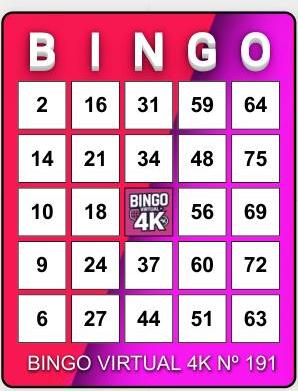 B I N G O
2 16 31 59 64
14 21 34 48 75
10 18 BINGO VIRTUAL 4K 56 69
9 24 37 60 72
6 27 44 51 63
BINGO VIRTUAL 4K Nº 191